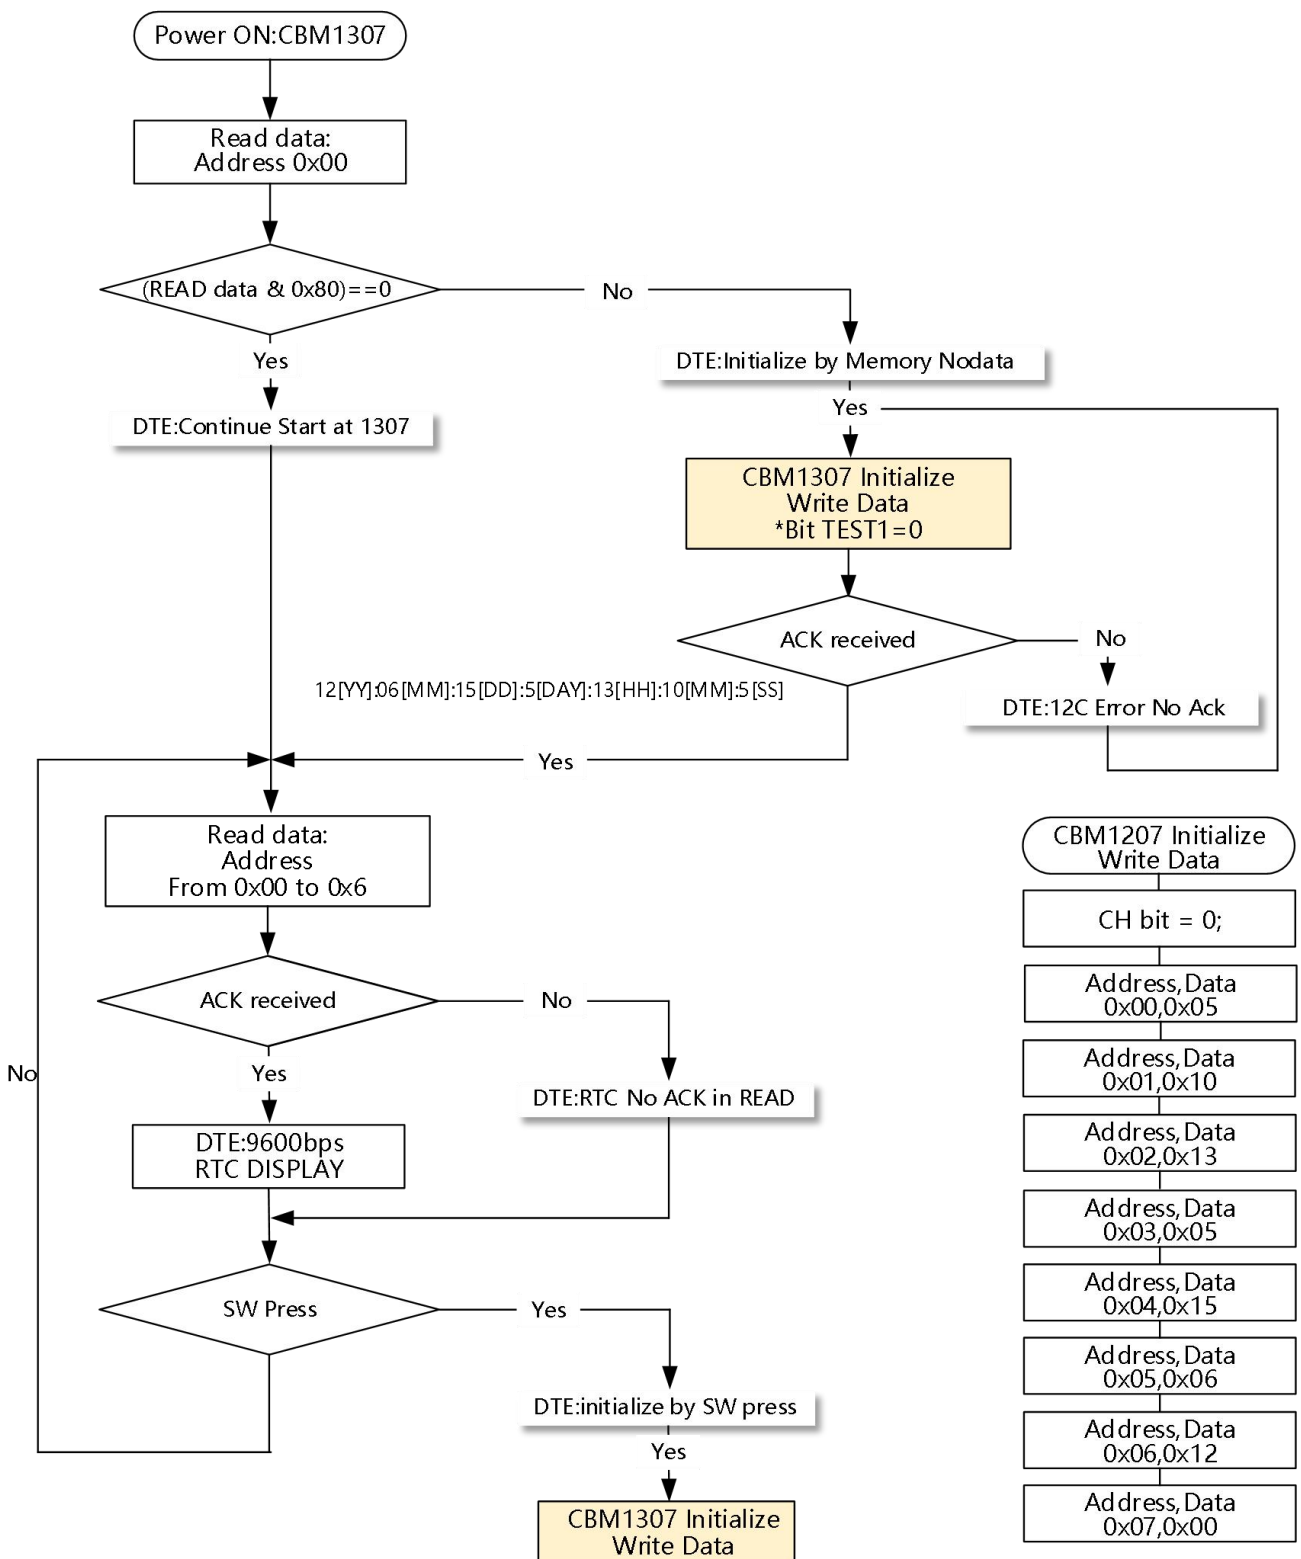 Power ON:CBM1307
Read data:
Address 0x00
(READ data & 0x80)==0
No
Yes
DTE:Initialize by Memory Nodata
Yes
DTE:Continue Start at 1307
CBM1307 Initialize
Write Data
*Bit TEST1=0
ACK received
No
12[YY]:06[MM]:15[DD]:5[DAY]:13[HH]:10[MM]:5[SS]
DTE:12C Error No Ack
Yes
Read data:
Address
From 0x00 to 0x6
ACK received
No
Yes
No
DTE:RTC No ACK in READ
DTE:9600bps
RTC DISPLAY
SW Press
Yes
DTE:initialize by SW press
Yes
CBM1307 Initialize
Write Data
CBM1207 Initialize
Write Data
CH bit = 0;
Address,Data
0x00,0x05
Address,Data
0x01,0x10
Address,Data
0x02,0x13
Address,Data
0x03,0x05
Address,Data
0x04,0x15
Address,Data
0x05,0x06
Address,Data
0x06,0x12
Address,Data
0x07,0x00